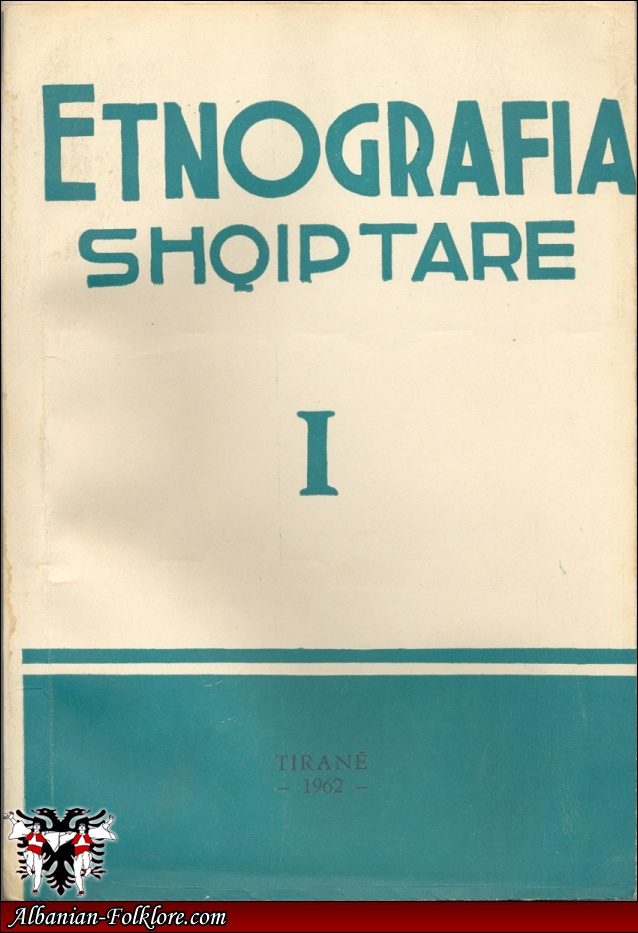 ETNOGRAFIA
SHQIPTARE
I
TIRANË
– 1962 –
Albanian-Folklore.com